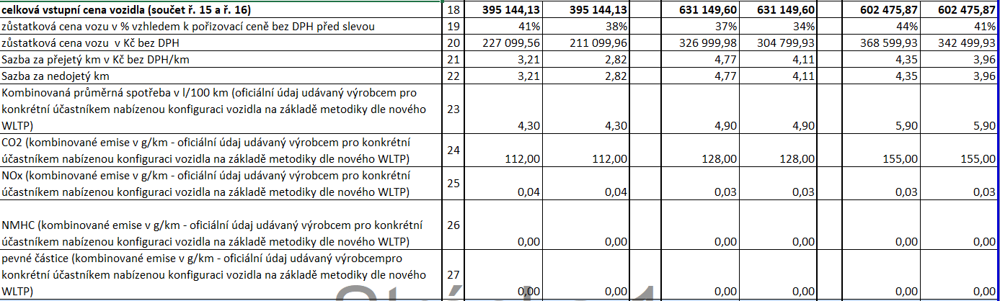 celková vstupní cena vozidla (součet ř. 15 a ř. 16) 18 395 144,13 395 144,13 631 149,60 631 149,60 602 475,87 602 475,87
zůstatková cena vozu v % vzhledem k pořizovací ceně bez DPH před slevou 19 41% 38% 37% 34% 44% 41%
zůstatková cena vozu v Kč bez DPH 20 227 099,56 211 099,96 326 999,98 304 799,93 368 599,93 342 499,93
Sazba za přejetý km v Kč bez DPH/km 21 3,21 2,82 4,77 4,11 4,35 3,96
Sazba za nedojetý km 22 3,21 2,82 4,77 4,11 4,35 3,96
Kombinovaná průměrná spotřeba v l/100 km (oficiální údaj udávaný výrobcem pro
konkrétní účastníkem nabízenou konfiguraci vozidla na základě metodiky dle nového
WLTP) 23 4,30 4,30 4,90 4,90 5,90 5,90
CO2 (kombinované emise v g/km - oficiální údaj udávaný výrobcem pro konkrétní
účastníkem nabízenou konfiguraci vozidla na základě metodiky dle nového WLTP) 24 112,00 112,00 128,00 128,00 155,00 155,00
NOx (kombinované emise v g/km - oficiální údaj udávaný výrobcem pro konkrétní
účastníkem nabízenou konfiguraci vozidla na základě metodiky dle nového WLTP) 25 0,04 0,04 0,03 0,03 0,03 0,03
NMHC (kombinované emise v g/km - oficiální údaj udávaný výrobcem pro konkrétní
účastníkem nabízenou konfiguraci vozidla na základě metodiky dle nového WLTP) 26 0,00 0,00 0,00 0,00 0,00 0,00
pevné částice (kombinované emise v g/km - oficiální údaj udávaný výrobcempro
konkrétní účastníkem nabízenou konfiguraci vozidla na základě metodiky dle nového
WLTP) 27 0,00 0,00 0,00 0,00 0,00 0,00